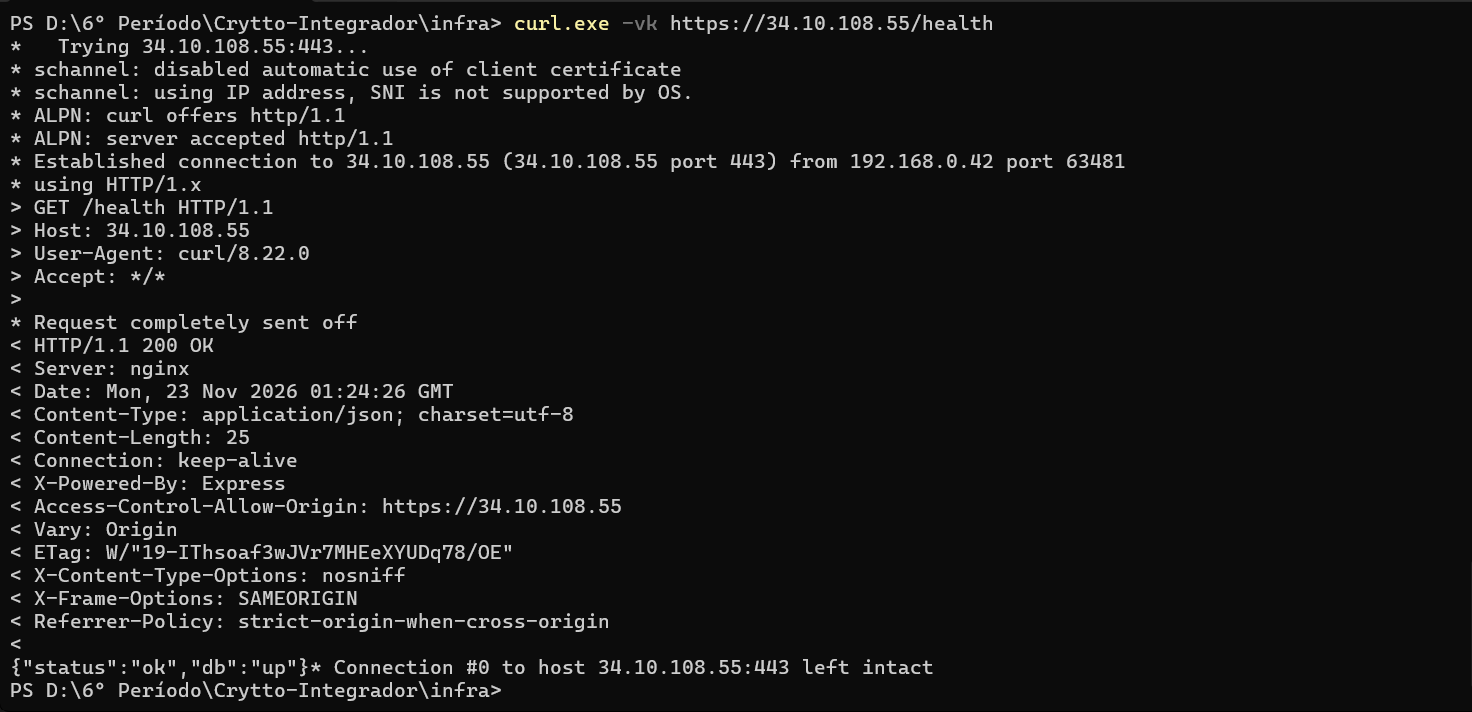 PS D:\6° Período\Crytto-Integrador\infra> curl.exe -vk https://34.10.108.55/health
*   Trying 34.10.108.55:443...
* schannel: disabled automatic use of client certificate
* schannel: using IP address, SNI is not supported by OS.
* ALPN: curl offers http/1.1
* ALPN: server accepted http/1.1
* Established connection to 34.10.108.55 (34.10.108.55 port 443) from 192.168.0.42 port 63481
* using HTTP/1.x
> GET /health HTTP/1.1
> Host: 34.10.108.55
> User-Agent: curl/8.22.0
> Accept: */*
>
* Request completely sent off
< HTTP/1.1 200 OK
< Server: nginx
< Date: Mon, 23 Nov 2026 01:24:26 GMT
< Content-Type: application/json; charset=utf-8
< Content-Length: 25
< Connection: keep-alive
< X-Powered-By: Express
< Access-Control-Allow-Origin: https://34.10.108.55
< Vary: Origin
< ETag: W/"19-IThsoaf3wJVr7MHEeXYUDq78/OE"
< X-Content-Type-Options: nosniff
< X-Frame-Options: SAMEORIGIN
< Referrer-Policy: strict-origin-when-cross-origin
<
{"status":"ok","db":"up"}* Connection #0 to host 34.10.108.55:443 left intact
PS D:\6° Período\Crytto-Integrador\infra>